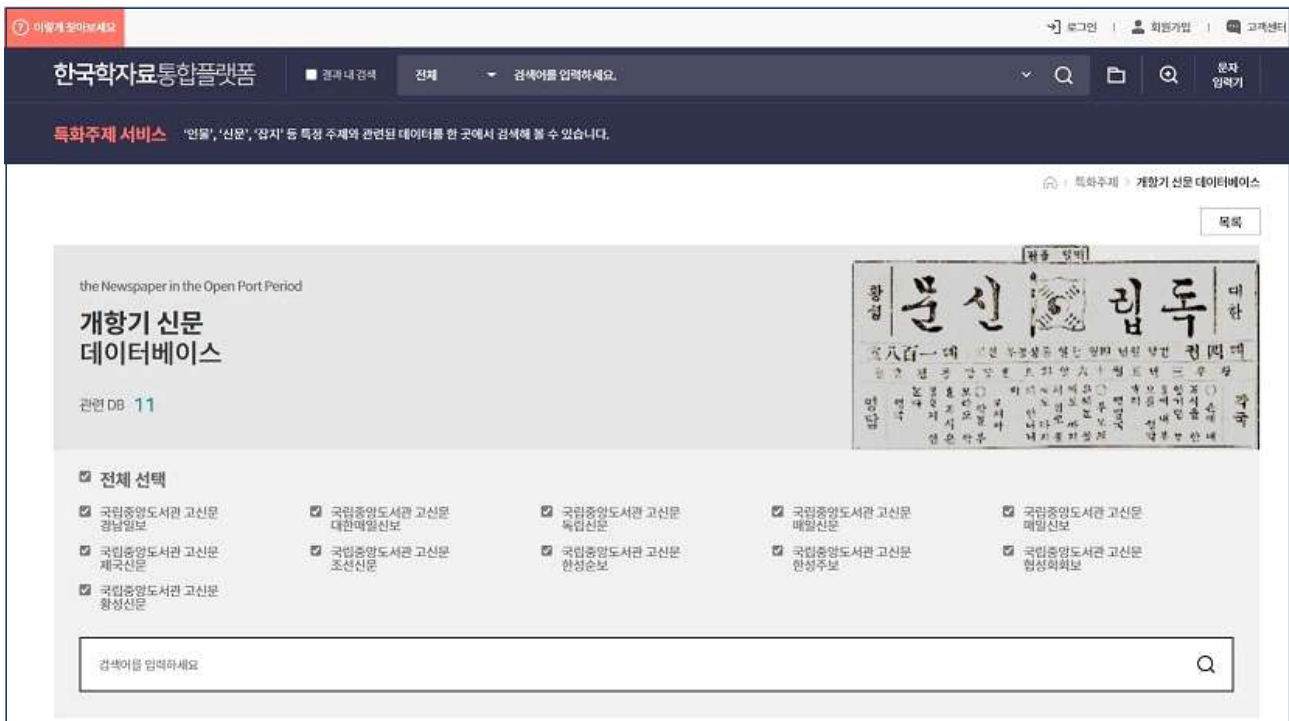 이렇게 찾아보세요
로그인
회원가입
고객센터
한국학자료통합플랫폼
결과 내 검색
전체
검색어를 입력하세요.
문자
입력기
특화주제 서비스 '인물', '신문', '잡지' 등 특정 주제와 관련된 데이터를 한 곳에서 검색해 볼 수 있습니다.
특화주제 > 개항기 신문 데이터베이스
목록
the Newspaper in the Open Port Period
개항기 신문
데이터베이스
관련 DB 11
대한
황성
독립신문
각국
전체 선택
국립중앙도서관 고신문
경남일보
국립중앙도서관 고신문
대한매일신보
국립중앙도서관 고신문
독립신문
국립중앙도서관 고신문
매일신문
국립중앙도서관 고신문
매일신보
국립중앙도서관 고신문
제국신문
국립중앙도서관 고신문
조선신문
국립중앙도서관 고신문
한성순보
국립중앙도서관 고신문
한성주보
국립중앙도서관 고신문
협성회회보
국립중앙도서관 고신문
황성신문
검색어를 입력하세요